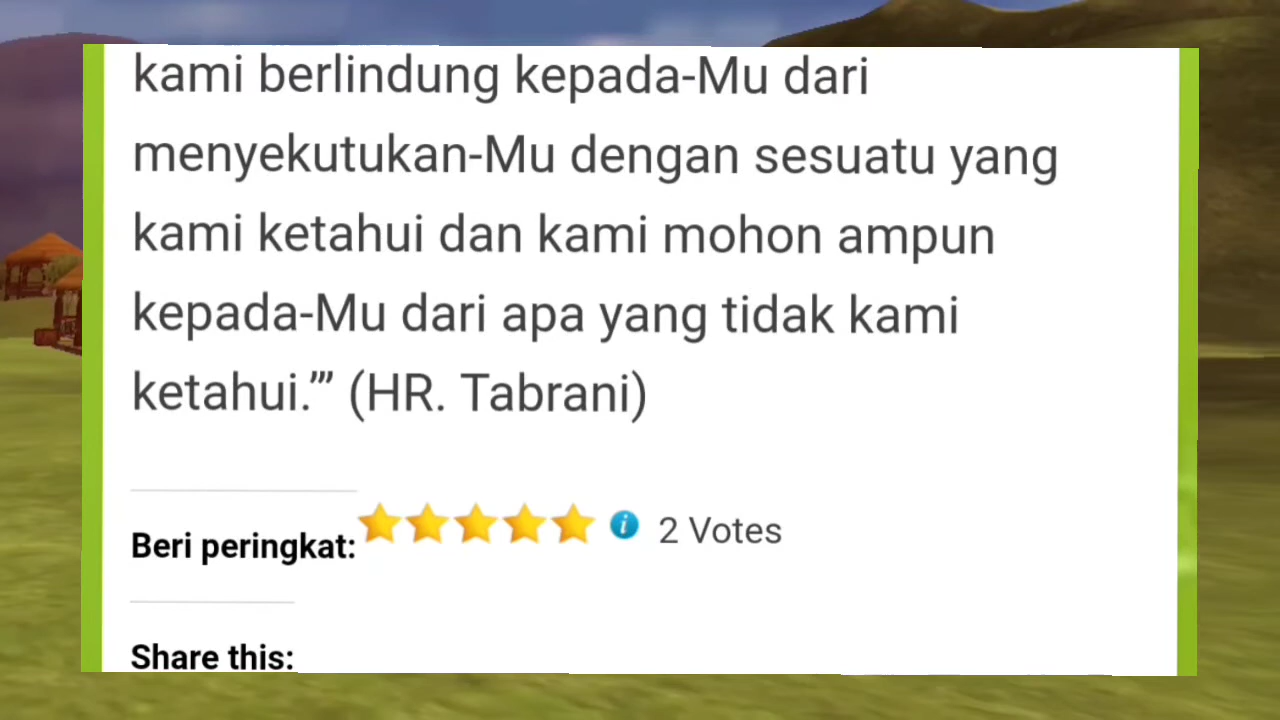 kami berlindung kepada-Mu dari
menyekutukan-Mu dengan sesuatu yang
kami ketahui dan kami mohon ampun
kepada-Mu dari apa yang tidak kami
ketahui.’” (HR. Tabrani)
Beri peringkat: i 2 Votes
Share this: